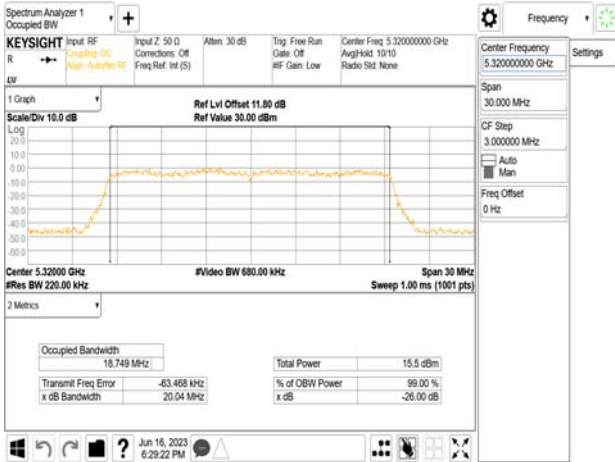 Spectrum Analyzer 1
Occupied BW
Frequency
KEYSIGHT
R
Input: RF
Coupling: DC
Align: Auto/No RF
Input Z: 50 Ω
Corrections: Off
Freq Ref: Int (S)
Atten: 30 dB
Trig: Free Run
Gate: Off
#IF Gain: Low
Center Freq: 5.320000000 GHz
Avg|Hold: 10/10
Radio Std: None
Center Frequency
5.320000000 GHz
Settings
Span
30.000 MHz
CF Step
3.000000 MHz
Auto
Man
Freq Offset
0 Hz
1 Graph
Scale/Div 10.0 dB
Ref Lvl Offset 11.80 dB
Ref Value 30.00 dBm
Log
20.0
10.0
0.00
-10.0
-20.0
-30.0
-40.0
-50.0
-60.0
Center 5.32000 GHz
#Res BW 220.00 kHz
#Video BW 680.00 kHz
Span 30 MHz
Sweep 1.00 ms (1001 pts)
2 Metrics
Occupied Bandwidth
18.749 MHz
Total Power 15.5 dBm
Transmit Freq Error -63.468 kHz
% of OBW Power 99.00 %
x dB Bandwidth 20.04 MHz
x dB -26.00 dB
?
Jun 16, 2023
6:29:22 PM